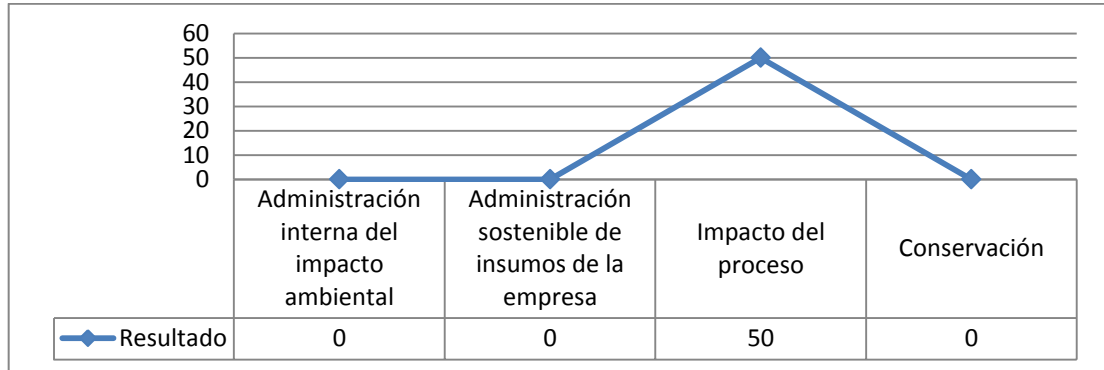 60
50
40
30
20
10
0
Administración
interna del
impacto
ambiental
Administración
sostenible de
insumos de la
empresa
Impacto del
proceso
Conservación
Resultado 0 0 50 0